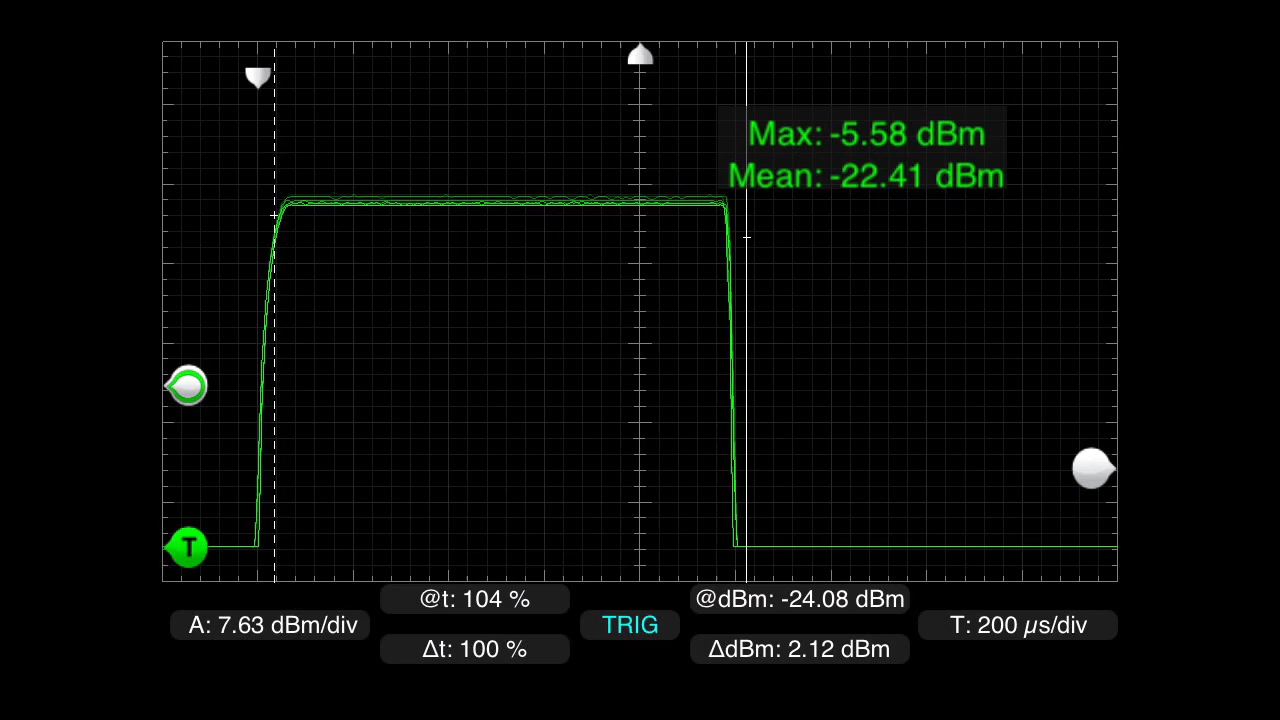 Max: -5.58 dBm
Mean: -22.41 dBm
T
@t: 104 %
@dBm: -24.08 dBm
A: 7.63 dBm/div
TRIG
T: 200 µs/div
Δt: 100 %
ΔdBm: 2.12 dBm